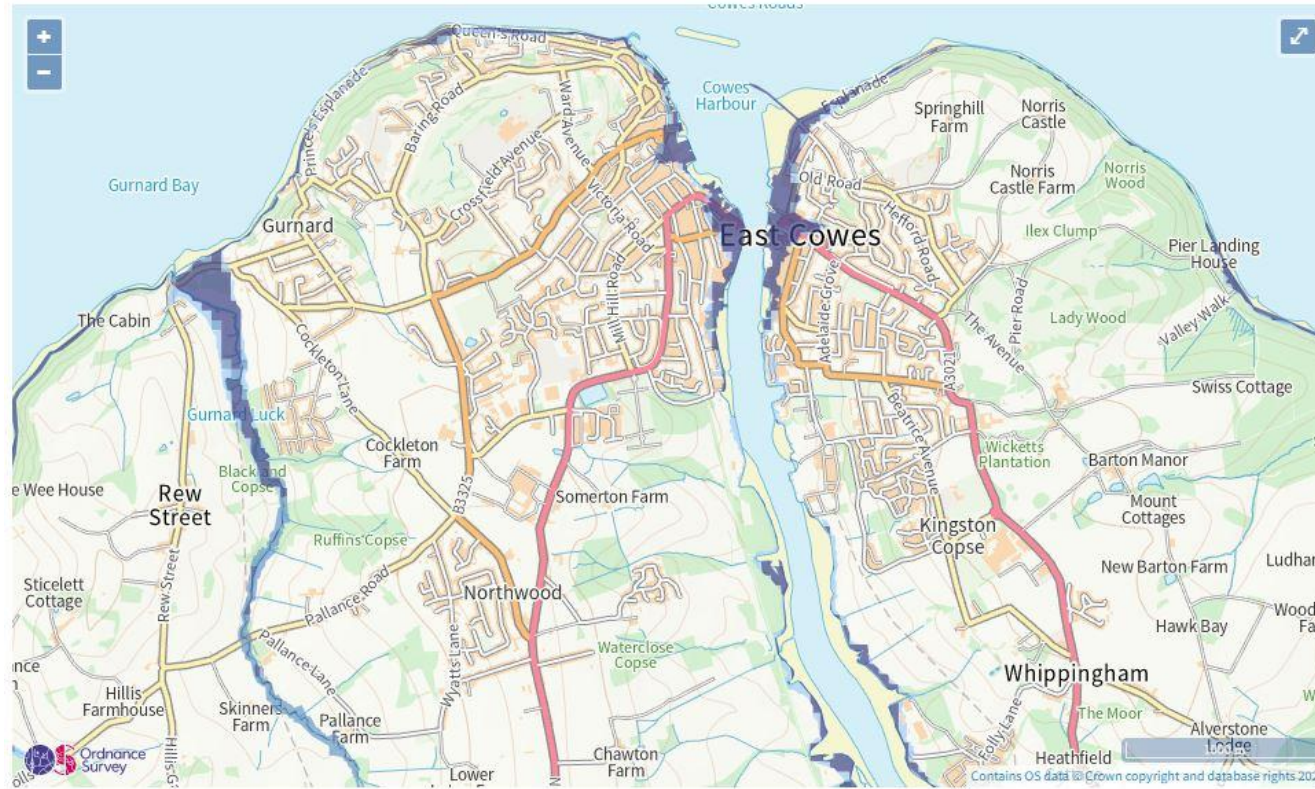 Cowes Roads
+
−
Queen's Road
Prince's Esplanade
Baring Road
Ward Avenue
Crossfield Avenue
Victoria Road
Cowes
Harbour
Esplanade
Springhill
Farm
Norris
Castle
Norris
Castle Farm
Norris
Wood
Old Road
Hefford Road
Gurnard Bay
Gurnard
East Cowes
Ilex Clump
Pier Landing
House
The Cabin
Mill Hill Road
Adelaide Grove
Pier Road
Lady Wood
The Avenue
Valley Walk
Cockleton Lane
A3021
Swiss Cottage
Gurnard Luck
Beatrice Avenue
Cockleton
Farm
Wicketts
Plantation
Barton Manor
Black and
Copse
e Wee House
Rew
Street
B3325
Somerton Farm
Mount
Cottages
Kingston
Copse
Ruffins Copse
New Barton Farm
Ludha
Sticelett
Cottage
Rew Street
Pallance Road
Northwood
Wood
Fa
Hawk Bay
Pallance Lane
Wyatts Lane
Waterclose
Copse
Whippingham
nce
Hillis
Farmhouse
Skinners
Farm
Pallance
Farm
The Moor
Alverstone
Lodge
Folly Lane
Heathfield
Chawton
Farm
Lower
Ordnance
Survey
Contains OS data © Crown copyright and database rights 202